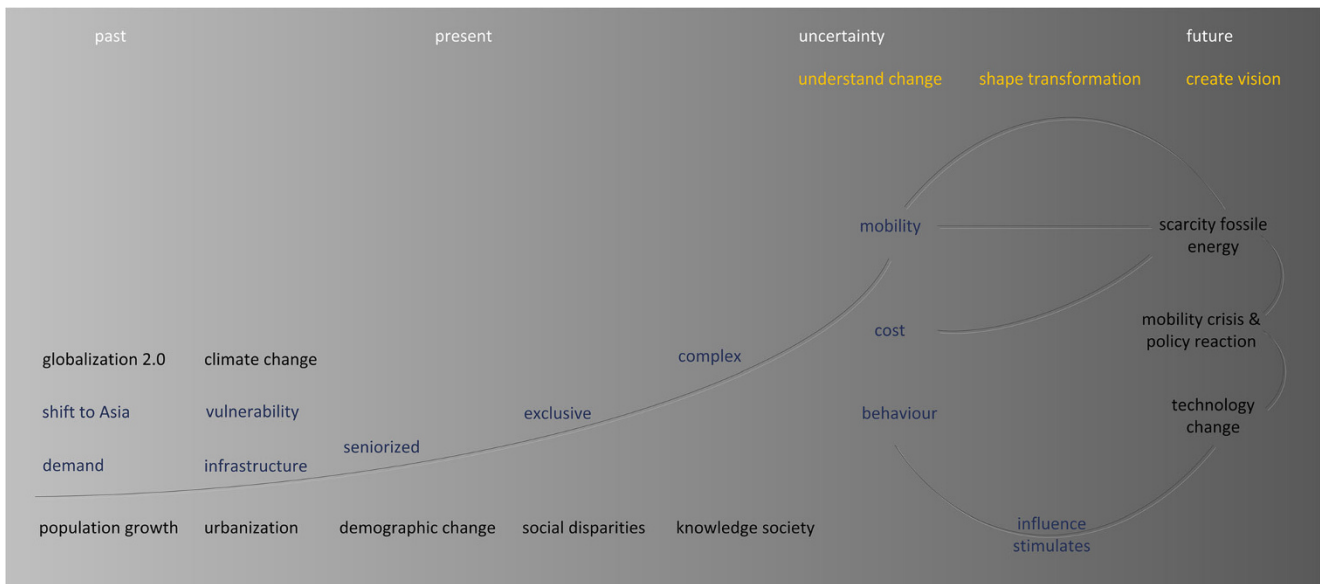 past present uncertainty future
understand change shape transformation create vision
mobility scarcity fossile
energy
cost mobility crisis &
policy reaction
globalization 2.0 climate change complex
shift to Asia vulnerability exclusive behaviour technology
change
demand infrastructure seniorized
population growth urbanization demographic change social disparities knowledge society influence
stimulates